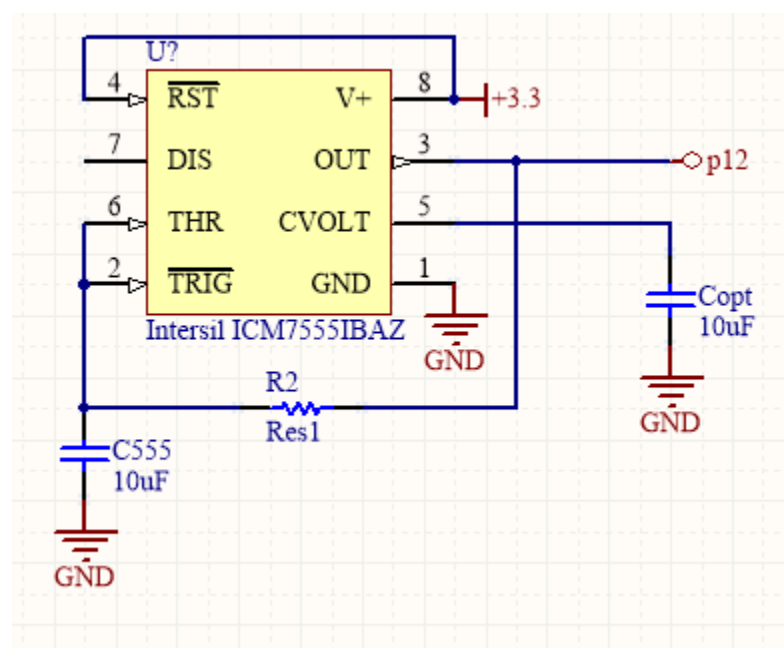 U?
4 RST V+ 8 +3.3
7 DIS OUT 3 p12
6 THR CVOLT 5
2 TRIG GND 1
Intersil ICM7555IBAZ
Copt
10uF
GND
GND
R2
Res1
C555
10uF
GND